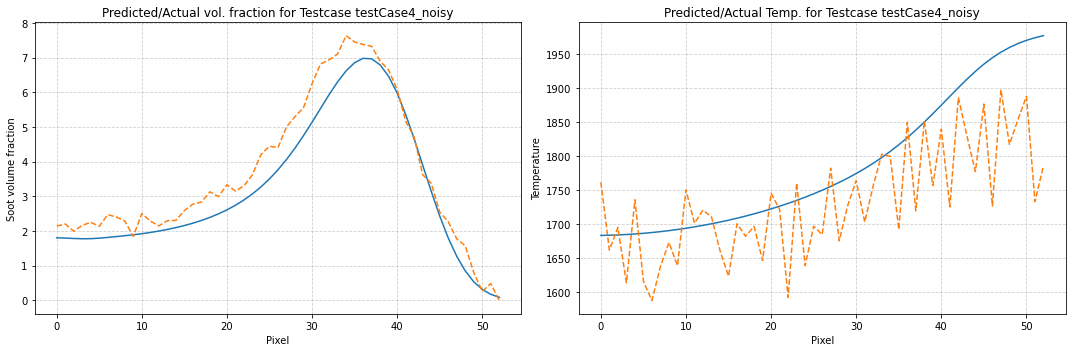 Predicted/Actual vol. fraction for Testcase testCase4_noisy
8
7
6
5
4
3
2
1
0
Soot volume fraction
0 10 20 30 40 50
Pixel
Predicted/Actual Temp. for Testcase testCase4_noisy
1950
1900
1850
1800
1750
1700
1650
1600
Temperature
0 10 20 30 40 50
Pixel